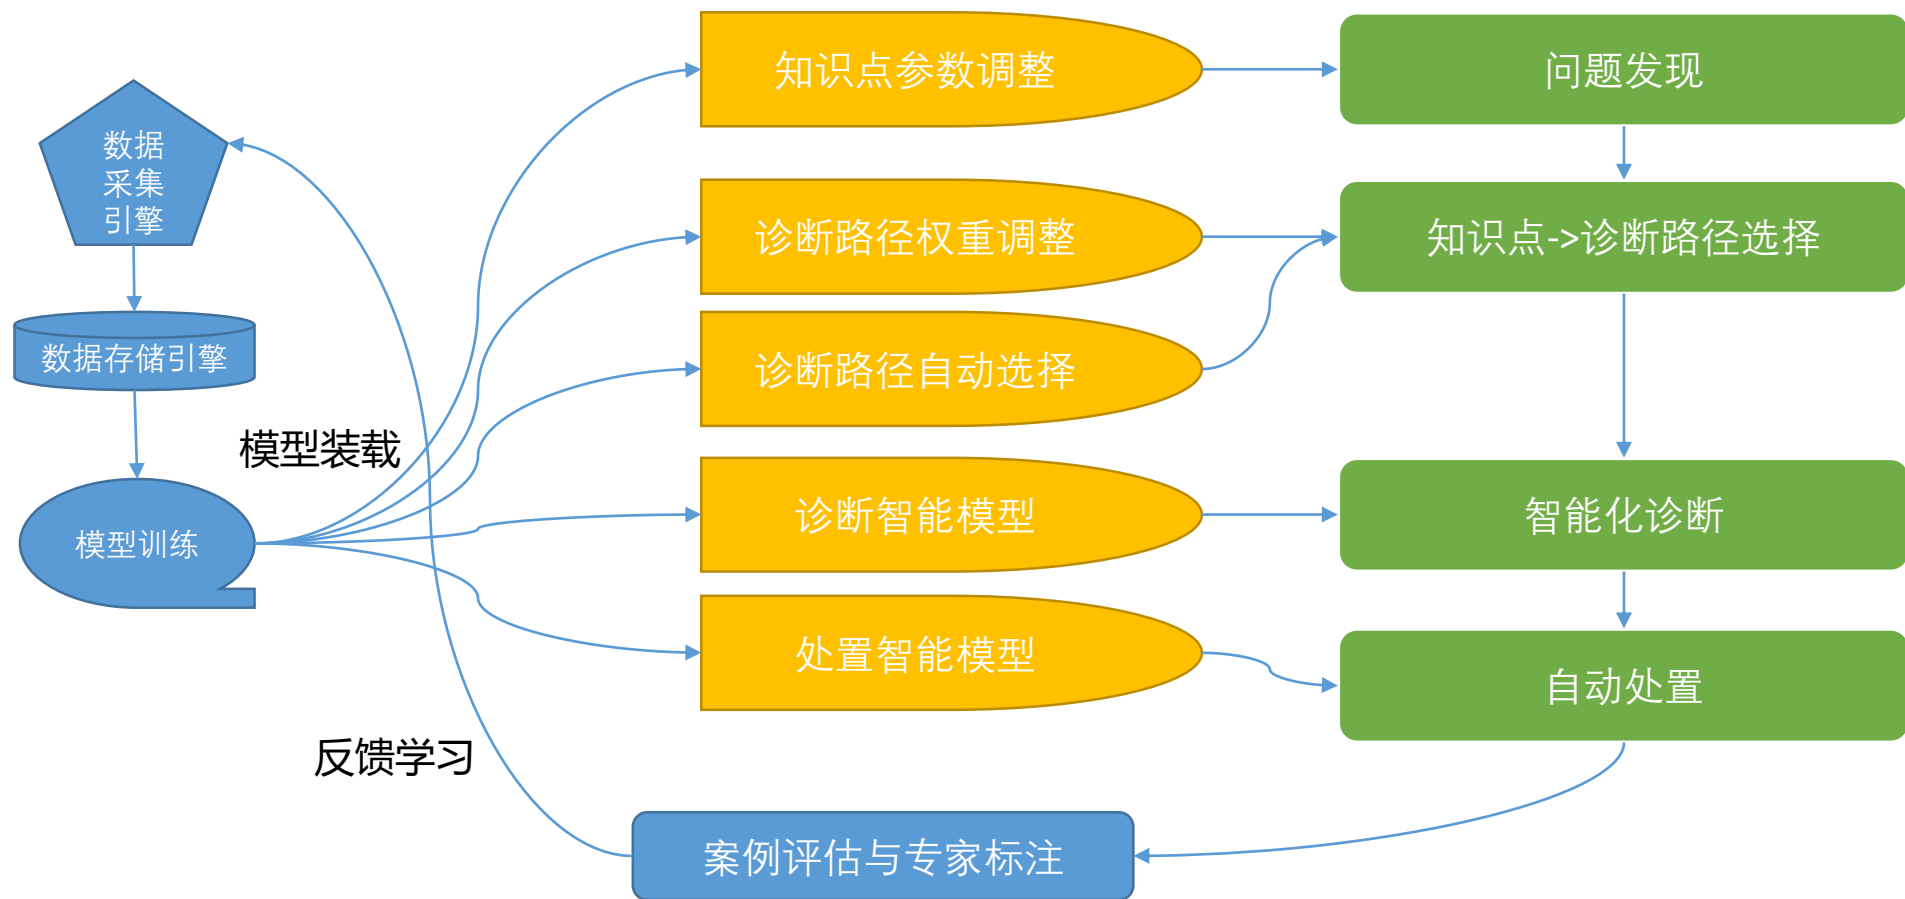 数据
采集
引擎
数据存储引擎
模型训练
模型装载
反馈学习
知识点参数调整
诊断路径权重调整
诊断路径自动选择
诊断智能模型
处置智能模型
问题发现
知识点->诊断路径选择
智能化诊断
自动处置
案例评估与专家标注